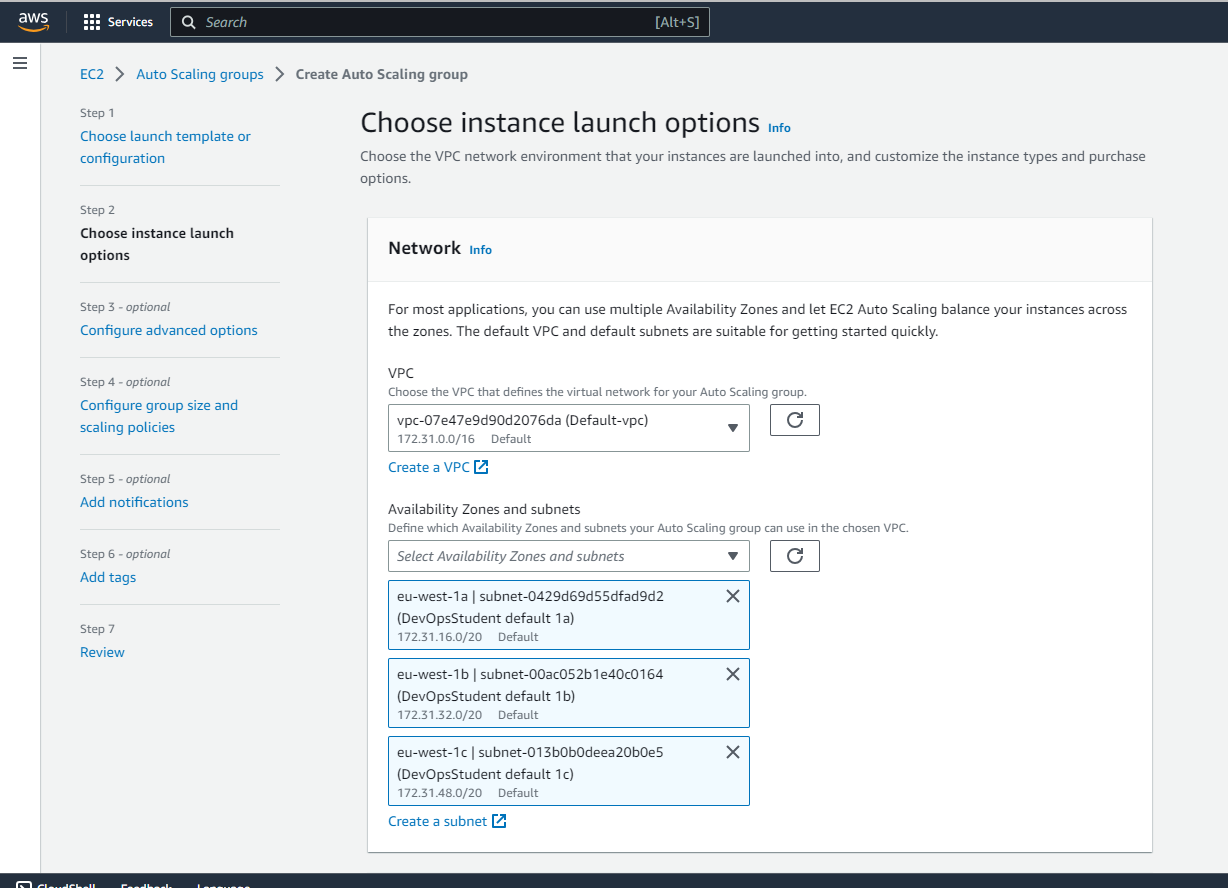 aws
Services
Search
[Alt+S]
EC2
Auto Scaling groups
Create Auto Scaling group
Step 1
Choose launch template or
configuration
Step 2
Choose instance launch
options
Step 3 - optional
Configure advanced options
Step 4 - optional
Configure group size and
scaling policies
Step 5 - optional
Add notifications
Step 6 - optional
Add tags
Step 7
Review
Choose instance launch options Info
Choose the VPC network environment that your instances are launched into, and customize the instance types and purchase
options.
Network Info
For most applications, you can use multiple Availability Zones and let EC2 Auto Scaling balance your instances across
the zones. The default VPC and default subnets are suitable for getting started quickly.
VPC
Choose the VPC that defines the virtual network for your Auto Scaling group.
vpc-07e47e9d90d2076da (Default-vpc)
172.31.0.0/16 Default
Create a VPC
Availability Zones and subnets
Define which Availability Zones and subnets your Auto Scaling group can use in the chosen VPC.
Select Availability Zones and subnets
eu-west-1a | subnet-0429d69d55dfad9d2
(DevOpsStudent default 1a)
172.31.16.0/20 Default
eu-west-1b | subnet-00ac052b1e40c0164
(DevOpsStudent default 1b)
172.31.32.0/20 Default
eu-west-1c | subnet-013b0b0deea20b0e5
(DevOpsStudent default 1c)
172.31.48.0/20 Default
Create a subnet
CloudShell Feedback Language